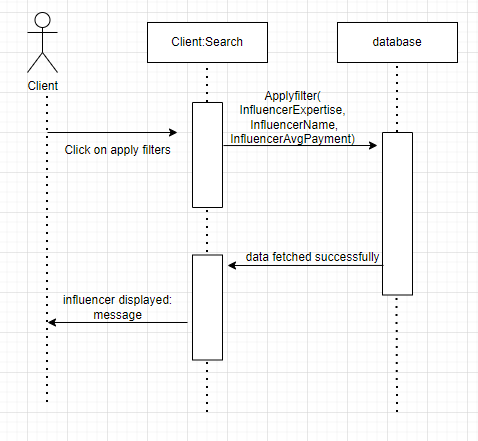 Client
Client:Search
database
Click on apply filters
Applyfilter(
InfluencerExpertise,
InfluencerName,
InfluencerAvgPayment)
data fetched successfully
influencer displayed:
message